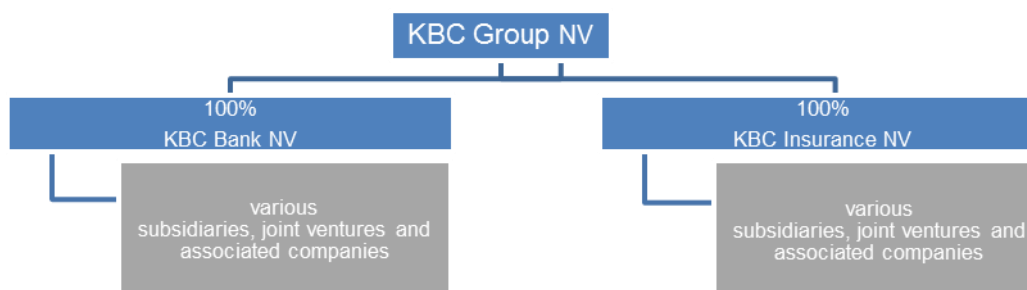 KBC Group NV
100%
KBC Bank NV
100%
KBC Insurance NV
various
subsidiaries, joint ventures and
associated companies
various
subsidiaries, joint ventures and
associated companies